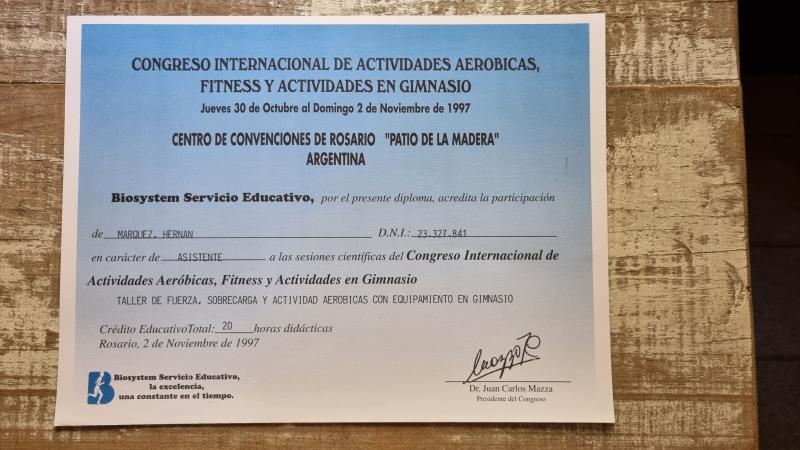 CONGRESO INTERNACIONAL DE ACTIVIDADES AEROBICAS,
FITNESS Y ACTIVIDADES EN GIMNASIO
Jueves 30 de Octubre al Domingo 2 de Noviembre de 1997
CENTRO DE CONVENCIONES DE ROSARIO "PATIO DE LA MADERA"
ARGENTINA
Biosystem Servicio Educativo, por el presente diploma, acredita la participación
de MARQUEZ, HERNAN D.N.I.: 23.327.841
en carácter de ASISTENTE a las sesiones científicas del Congreso Internacional de
Actividades Aeróbicas, Fitness y Actividades en Gimnasio
TALLER DE FUERZA, SOBRECARGA Y ACTIVIDAD AEROBICAS CON EQUIPAMIENTO EN GIMNASIO
Crédito EducativoTotal: 20 horas didácticas
Rosario, 2 de Noviembre de 1997
Biosystem Servicio Educativo,
la excelencia,
una constante en el tiempo.
Dr. Juan Carlos Mazza
Presidente del Congreso